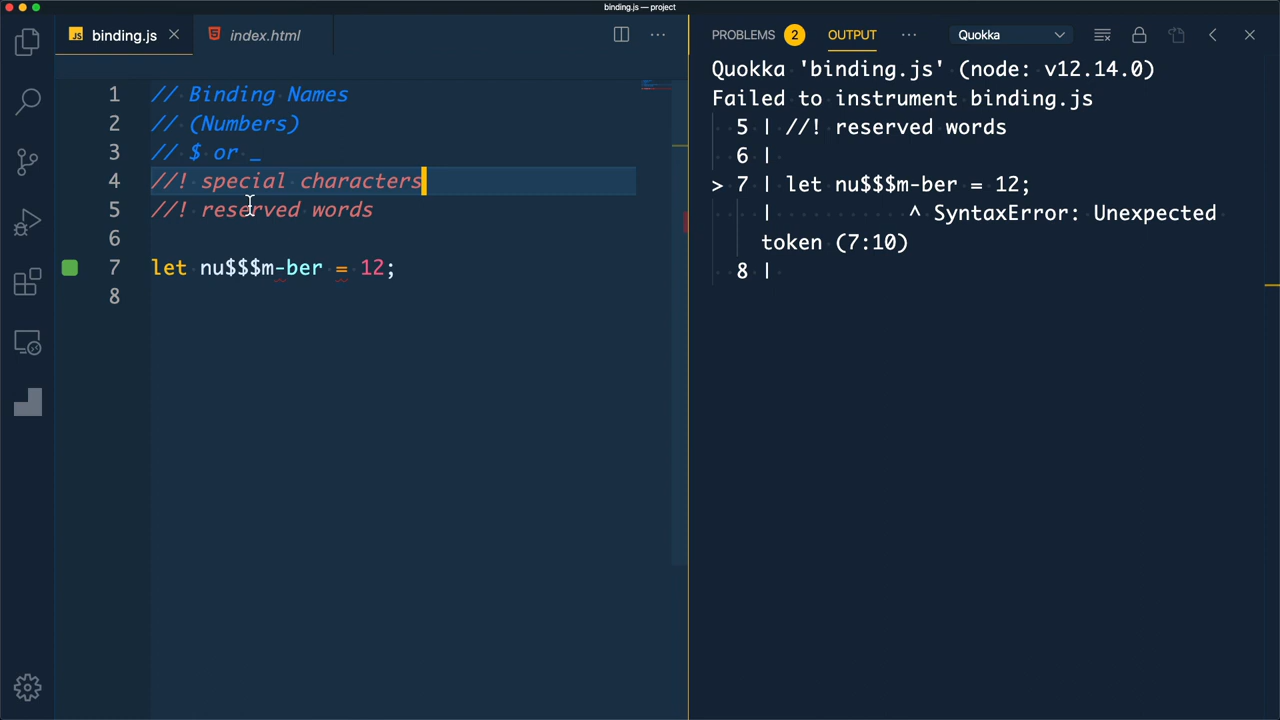 binding.js — project
JS binding.js
index.html
PROBLEMS 2 OUTPUT ··· Quokka
1 // Binding Names
2 // (Numbers)
3 // $ or _
4 //! special characters
5 //! reserved words
6
7 let nu$$$m-ber = 12;
8
Quokka 'binding.js' (node: v12.14.0)
Failed to instrument binding.js
5 | //! reserved words
6 |
> 7 | let nu$$$m-ber = 12;
| ^ SyntaxError: Unexpected
token (7:10)
8 |